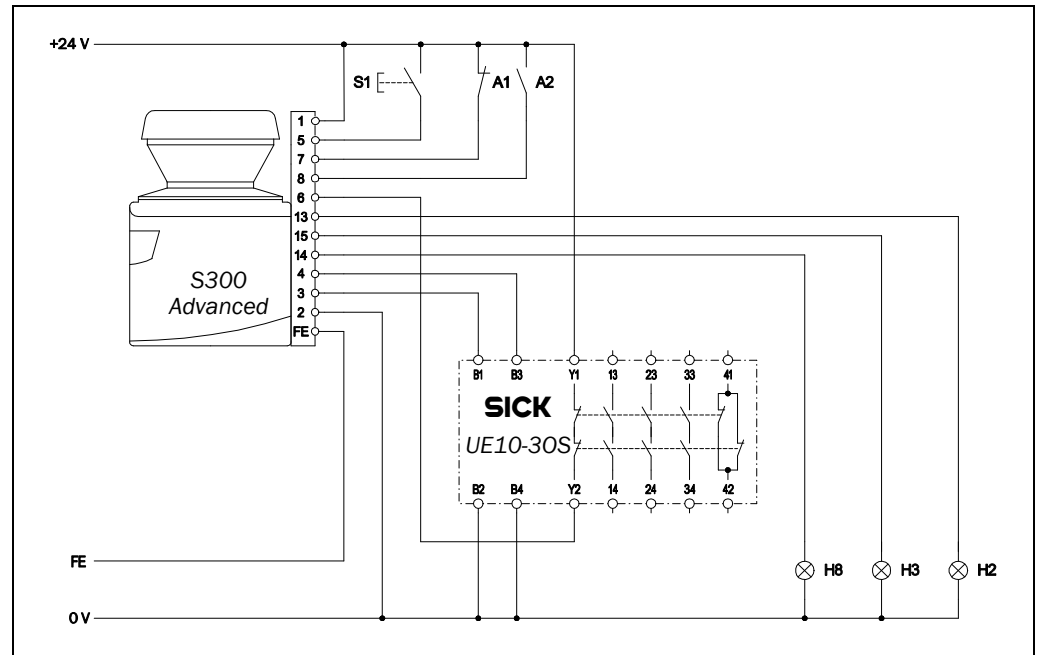 +24 V
S1
A1
A2
1
5
7
8
6
13
15
14
4
3
2
FE
S300
Advanced
B1
B3
Y1
13
23
33
41
SICK
UE10-3OS
B2
B4
Y2
14
24
34
42
FE
H8
H3
H2
0 V